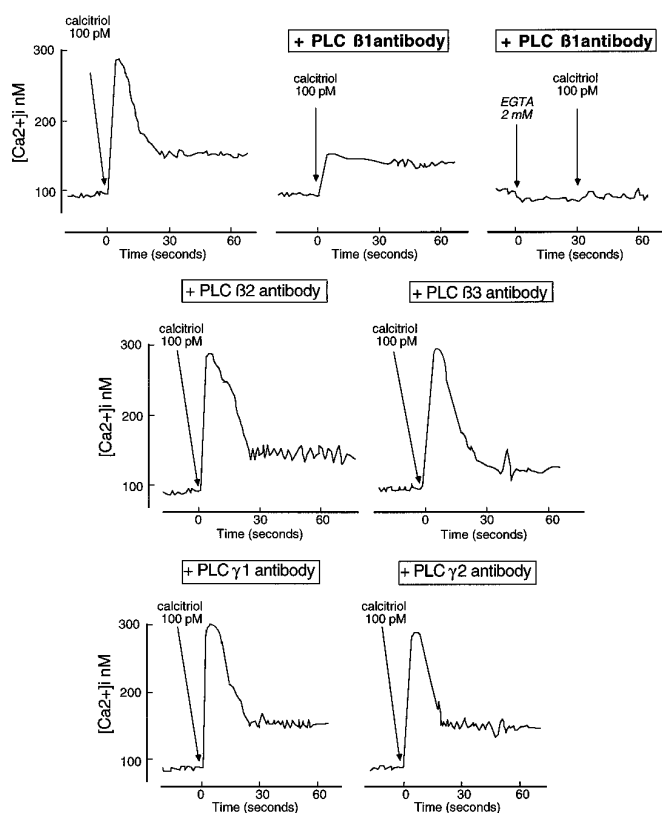 calcitriol
100 pM
300
200
100
[Ca2+]i nM
0 30 60
Time (seconds)
+ PLC ß1antibody
calcitriol
100 pM
0 30 60
Time (seconds)
+ PLC ß1antibody
calcitriol
100 pM
EGTA
2 mM
0 30 60
Time (seconds)
+ PLC ß2 antibody
calcitriol
100 pM
300
200
100
[Ca2+]i nM
0 30 60
Time (seconds)
+ PLC ß3 antibody
calcitriol
100 pM
0 30 60
Time (seconds)
+ PLC γ1 antibody
calcitriol
100 pM
300
200
100
[Ca2+]i nM
0 30 60
Time (seconds)
+ PLC γ2 antibody
calcitriol
100 pM
0 30 60
Time (seconds)